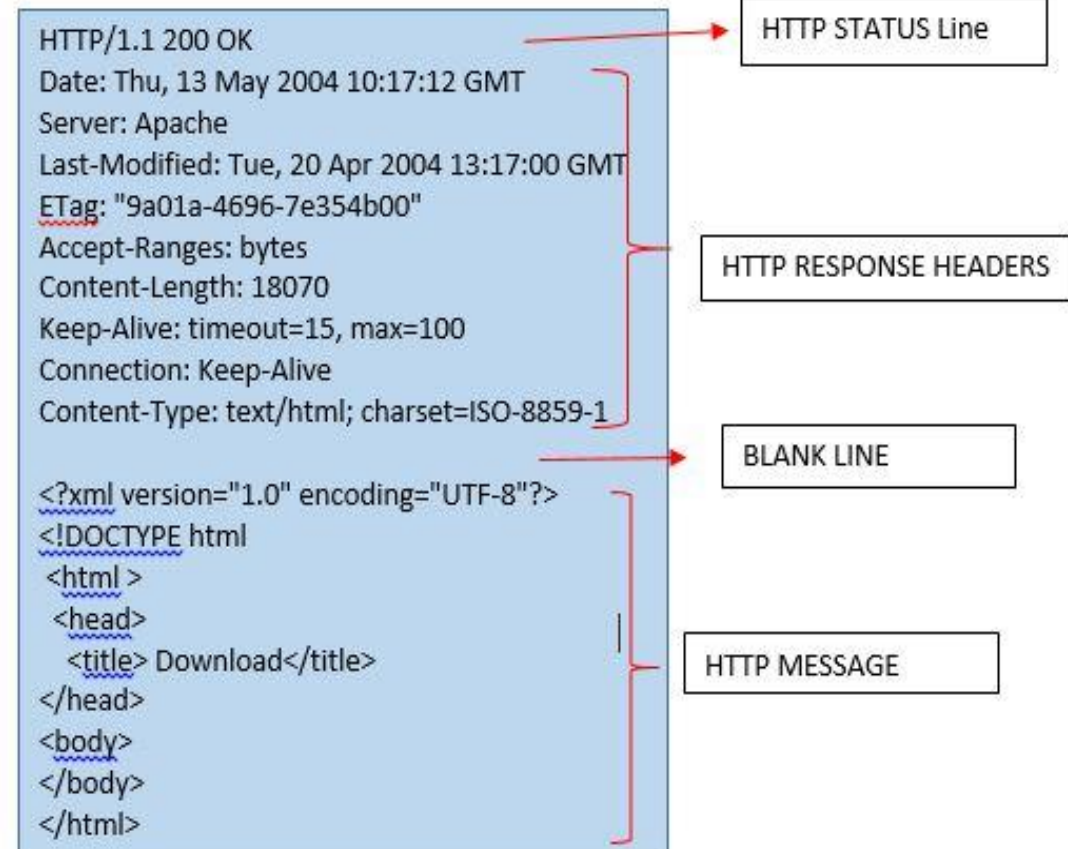 HTTP/1.1 200 OK
HTTP STATUS Line
Date: Thu, 13 May 2004 10:17:12 GMT
Server: Apache
Last-Modified: Tue, 20 Apr 2004 13:17:00 GMT
ETag: "9a01a-4696-7e354b00"
Accept-Ranges: bytes
Content-Length: 18070
Keep-Alive: timeout=15, max=100
Connection: Keep-Alive
Content-Type: text/html; charset=ISO-8859-1
HTTP RESPONSE HEADERS
BLANK LINE
<?xml version="1.0" encoding="UTF-8"?>
<!DOCTYPE html
<html >
<head>
<title> Download</title>
</head>
<body>
</body>
</html>
HTTP MESSAGE